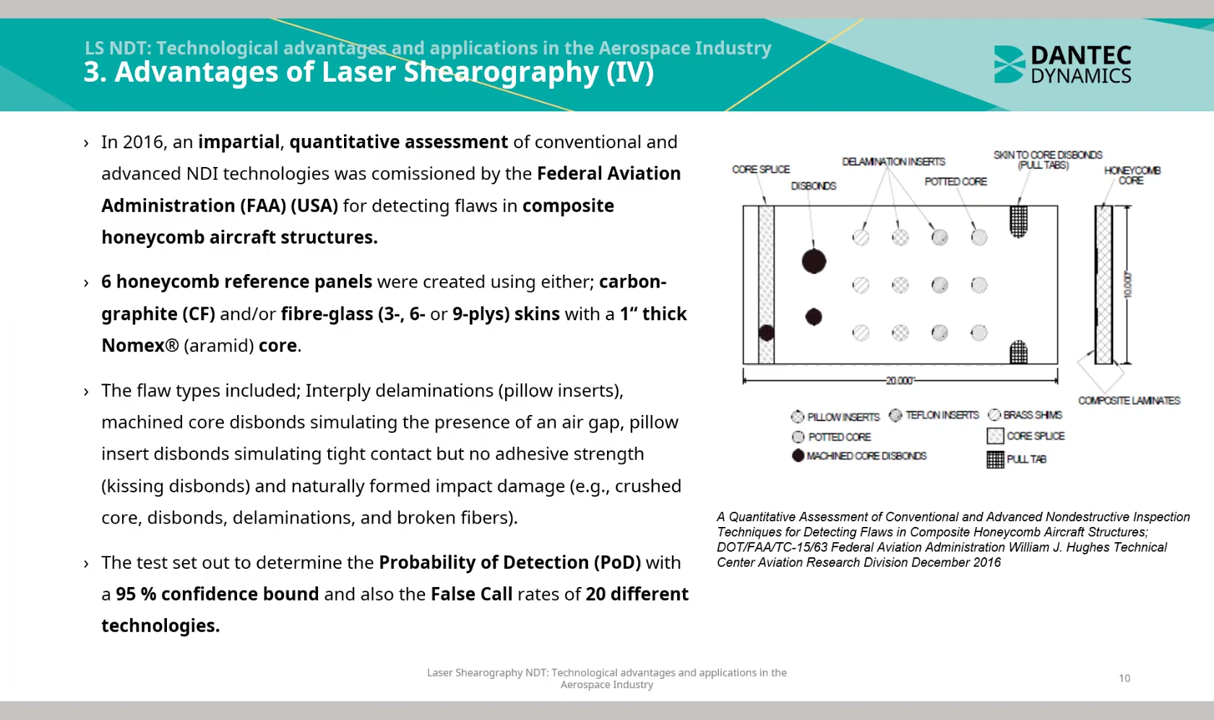 LS NDT: Technological advantages and applications in the Aerospace Industry
3. Advantages of Laser Shearography (IV)
DANTEC
DYNAMICS
› In 2016, an impartial, quantitative assessment of conventional and
advanced NDI technologies was comissioned by the Federal Aviation
Administration (FAA) (USA) for detecting flaws in composite
honeycomb aircraft structures.
› 6 honeycomb reference panels were created using either; carbon-
graphite (CF) and/or fibre-glass (3-, 6- or 9-plys) skins with a 1“ thick
Nomex® (aramid) core.
› The flaw types included; Interply delaminations (pillow inserts),
machined core disbonds simulating the presence of an air gap, pillow
insert disbonds simulating tight contact but no adhesive strength
(kissing disbonds) and naturally formed impact damage (e.g., crushed
core, disbonds, delaminations, and broken fibers).
› The test set out to determine the Probability of Detection (PoD) with
a 95 % confidence bound and also the False Call rates of 20 different
technologies.
CORE SPLICE
DISBONDS
DELAMINATION INSERTS
POTTED CORE
SKIN TO CORE DISBONDS
(PULL TABS)
HONEYCOMB
CORE
10.000"
20.000"
COMPOSITE LAMINATES
PILLOW INSERTS
TEFLON INSERTS
BRASS SHIMS
POTTED CORE
CORE SPLICE
MACHINED CORE DISBONDS
PULL TAB
A Quantitative Assessment of Conventional and Advanced Nondestructive Inspection
Techniques for Detecting Flaws in Composite Honeycomb Aircraft Structures;
DOT/FAA/TC-15/63 Federal Aviation Administration William J. Hughes Technical
Center Aviation Research Division December 2016
Laser Shearography NDT: Technological advantages and applications in the
Aerospace Industry
10